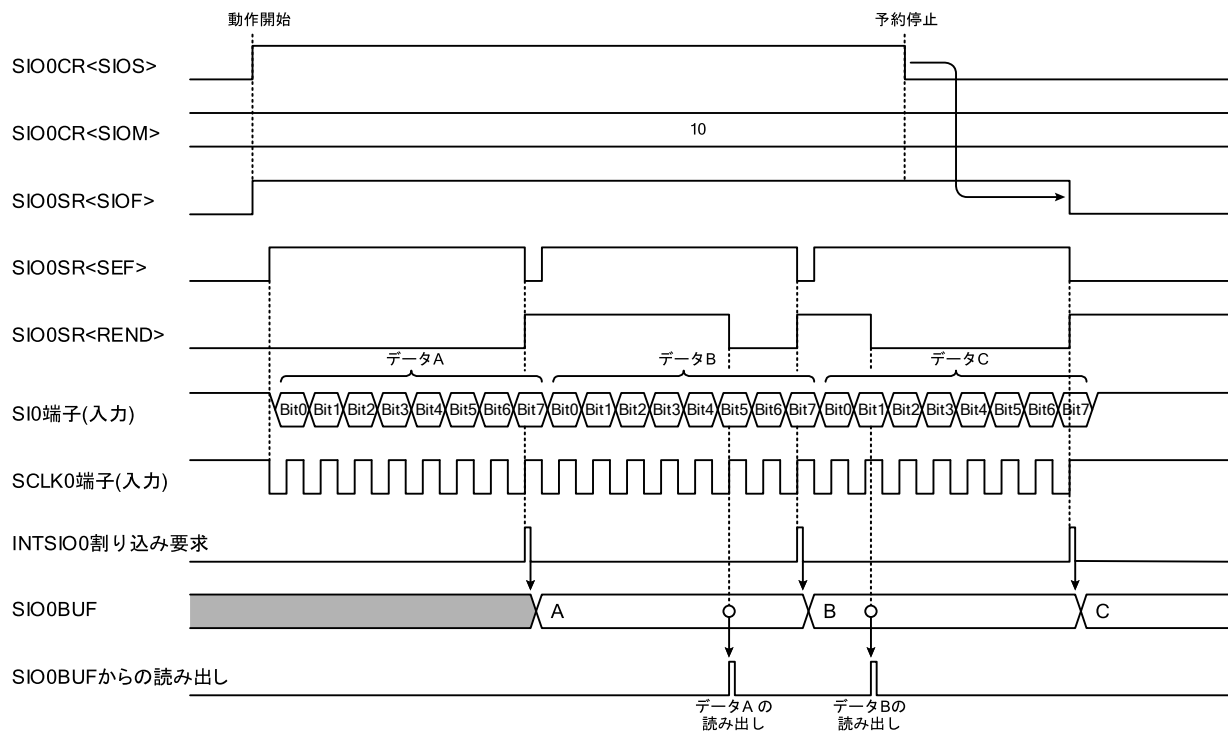 動作開始
予約停止
SIO0CR<SIOS>
SIO0CR<SIOM>
10
SIO0SR<SIOF>
SIO0SR<SEF>
SIO0SR<REND>
データA
データB
データC
SI0端子(入力)
Bit0 Bit1 Bit2 Bit3 Bit4 Bit5 Bit6 Bit7 Bit0 Bit1 Bit2 Bit3 Bit4 Bit5 Bit6 Bit7 Bit0 Bit1 Bit2 Bit3 Bit4 Bit5 Bit6 Bit7
SCLK0端子(入力)
INTSIO0割り込み要求
SIO0BUF
A
B
C
SIO0BUFからの読み出し
データA の
読み出し
データBの
読み出し